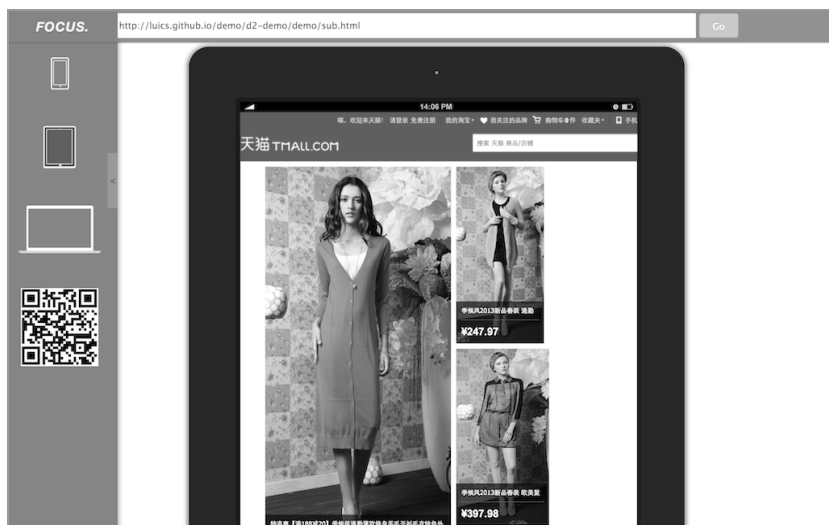 FOCUS.
http://luics.github.io/demo/d2-demo/demo/sub.html
Go
14:06 PM
喵，欢迎来天猫! 请登录 免费注册 我的淘宝 我关注的品牌 购物车0件 收藏夹 手机
天猫 TMALL.COM
搜索 天猫 商品/店铺
<
季候风2013新品春装 通勤
¥247.97
季候风2013新品春装 欧美复
¥397.98